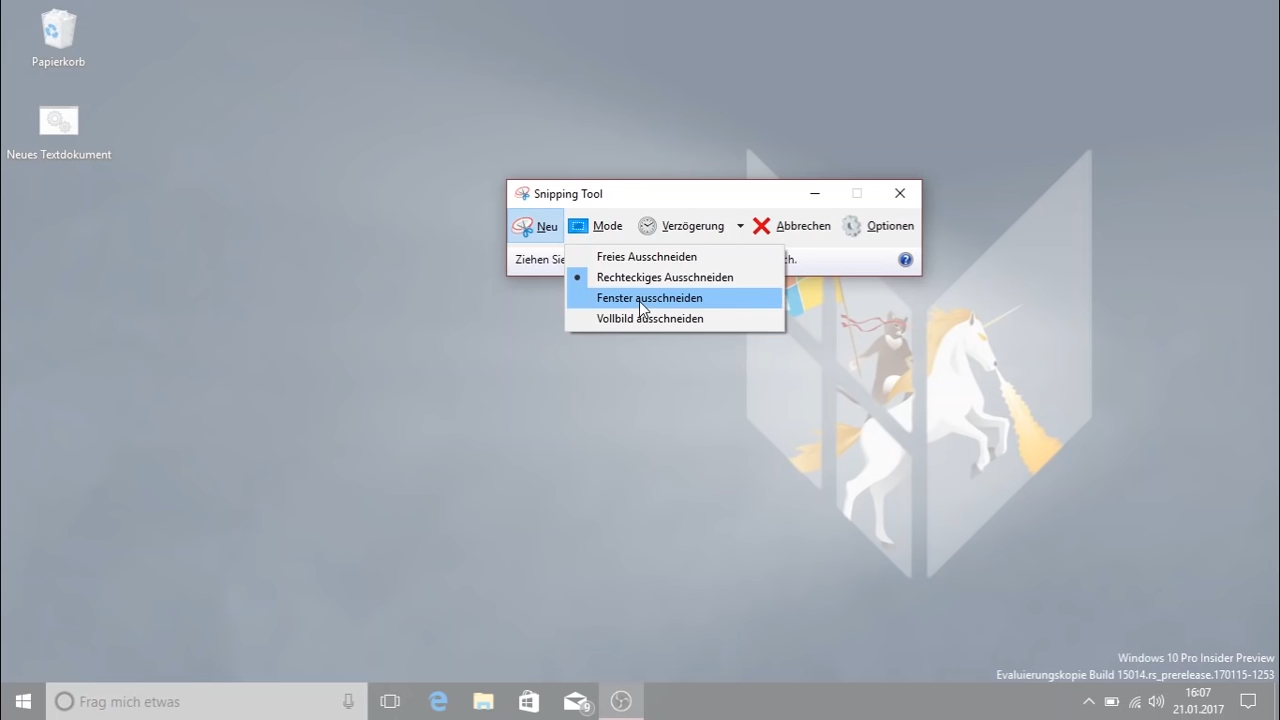 Papierkorb
Neues Textdokument
Snipping Tool
Neu Mode Verzögerung Abbrechen Optionen
Ziehen Sie ch.
Freies Ausschneiden
Rechteckiges Ausschneiden
Fenster ausschneiden
Vollbild ausschneiden
Windows 10 Pro Insider Preview
Evaluierungskopie Build 15014.rs_prerelease.170115-1253
Frag mich etwas
9
16:07
21.01.2017